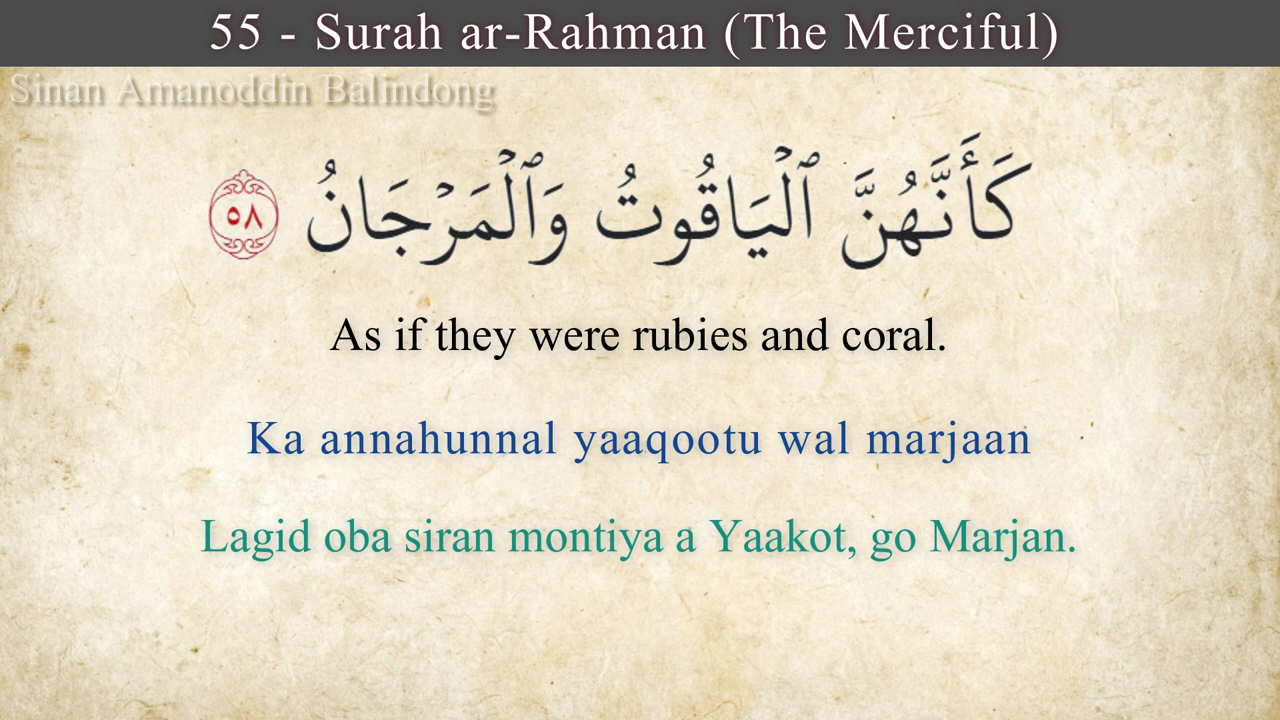 55 - Surah ar-Rahman (The Merciful)
Sinan Amanoddin Balindong
كَأَنَّهُنَّ ٱلْيَاقُوتُ وَٱلْمَرْجَانُ ٥٨
As if they were rubies and coral.
Ka annahunnal yaaqootu wal marjaan
Lagid oba siran montiya a Yaakot, go Marjan.